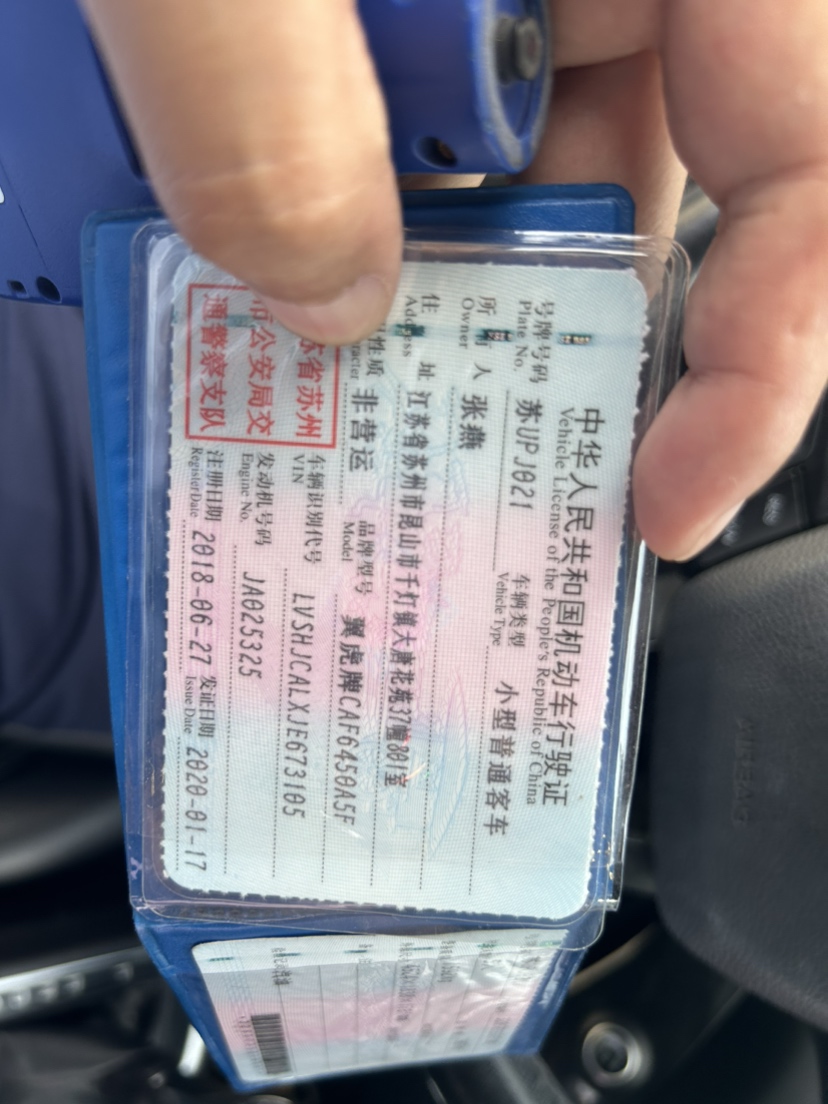 中华人民共和国机动车行驶证
Vehicle License of the People's Republic of China
号牌号码 苏UPJ021 车辆类型 小型普通客车
Plate No. Vehicle Type
所有人 张燕
Owner
住址 江苏省苏州市昆山市千灯镇大唐花苑37幢801室
Address
性质 非营运 品牌型号 翼虎牌CAF6450A5F
Model
车辆识别代号 LVSHJCALXJE673105
VIN
发动机号码 JA025325
Engine No.
注册日期 2018-06-27 发证日期 2020-01-17
Register Date Issue Date
省苏州
市公安局交
通警察支队
AIRBAG